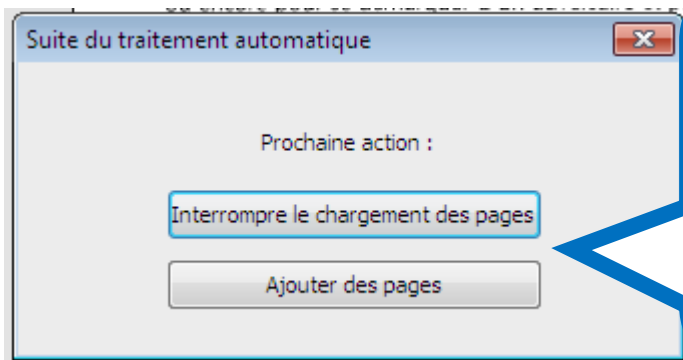 Suite du traitement automatique
Prochaine action :
Interrompre le chargement des pages
Ajouter des pages